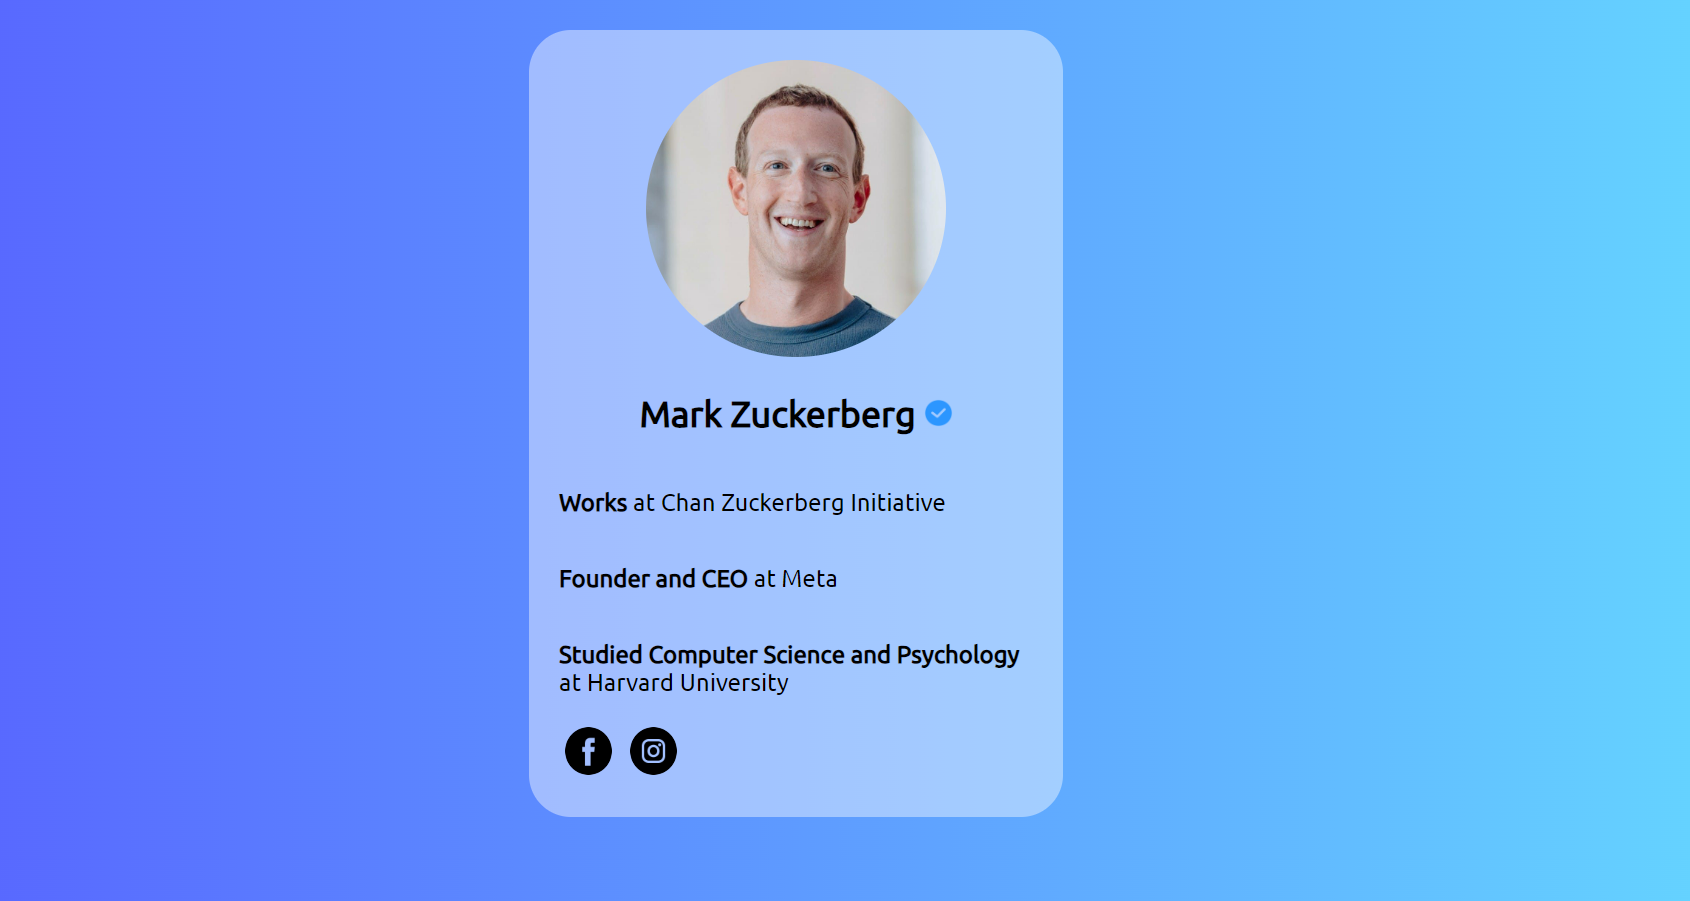 Mark Zuckerberg
Works at Chan Zuckerberg Initiative
Founder and CEO at Meta
Studied Computer Science and Psychology
at Harvard University